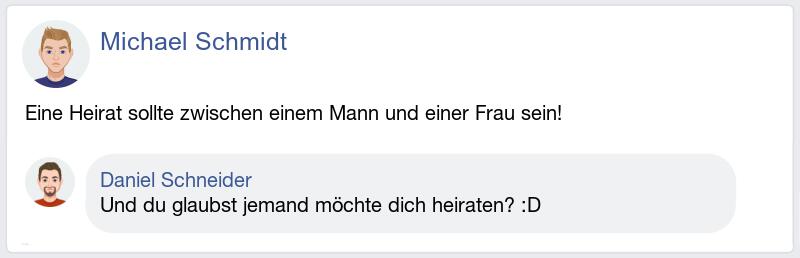 Michael Schmidt
Eine Heirat sollte zwischen einem Mann und einer Frau sein!
Daniel Schneider
Und du glaubst jemand möchte dich heiraten? :D